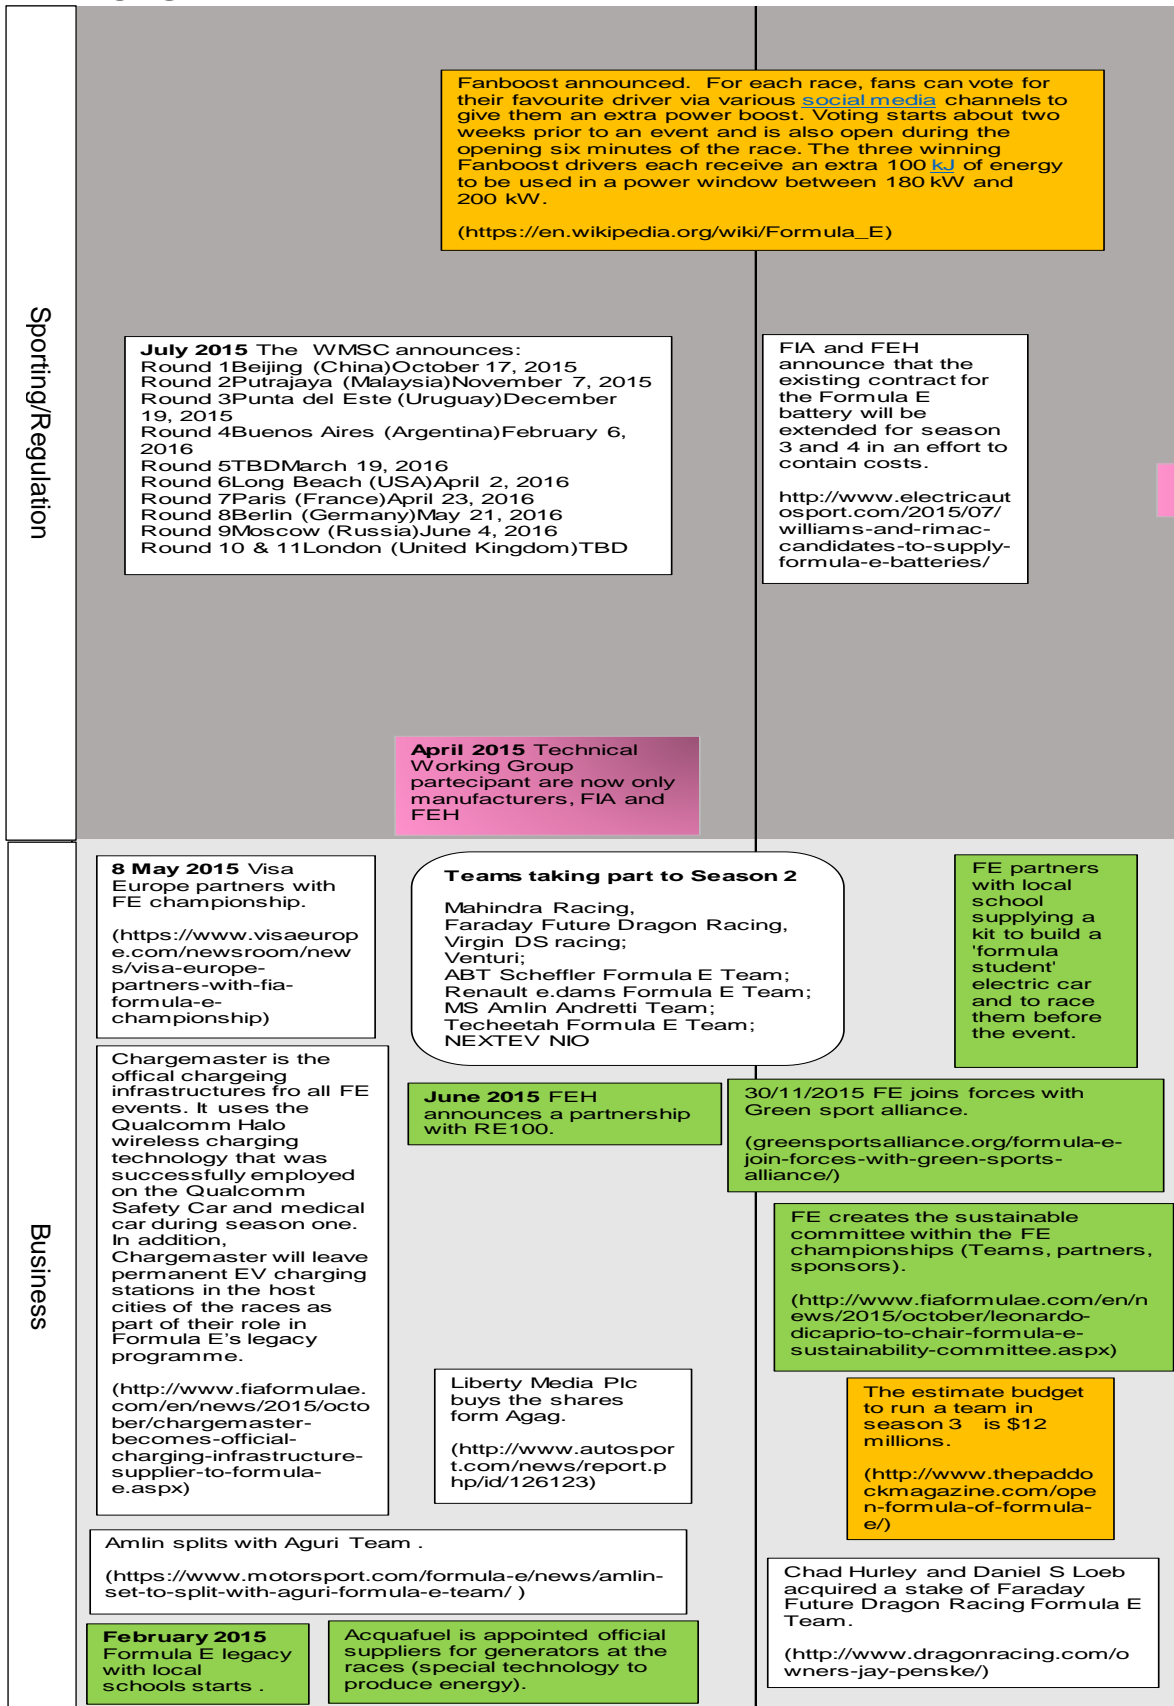 Sporting/Regulation
Fanboost announced.  For each race, fans can vote for
their favourite driver via various social media channels to
give them an extra power boost. Voting starts about two
weeks prior to an event and is also open during the
opening six minutes of the race. The three winning
Fanboost drivers each receive an extra 100 kJ of energy
to be used in a power window between 180 kW and
200 kW.
(https://en.wikipedia.org/wiki/Formula_E)
July 2015 The  WMSC announces:
Round 1Beijing (China)October 17, 2015
Round 2Putrajaya (Malaysia)November 7, 2015
Round 3Punta del Este (Uruguay)December
19, 2015
Round 4Buenos Aires (Argentina)February 6,
2016
Round 5TBDMarch 19, 2016
Round 6Long Beach (USA)April 2, 2016
Round 7Paris (France)April 23, 2016
Round 8Berlin (Germany)May 21, 2016
Round 9Moscow (Russia)June 4, 2016
Round 10 & 11London (United Kingdom)TBD
FIA and FEH
announce that the
existing contract for
the Formula E
battery will be
extended for season
3 and 4 in an effort to
contain costs.
http://www.electricaut
osport.com/2015/07/
williams-and-rimac-
candidates-to-supply-
formula-e-batteries/
April 2015 Technical
Working Group
partecipant are now only
manufacturers, FIA and
FEH
Business
8 May 2015 Visa
Europe partners with
FE championship.
(https://www.visaeurop
e.com/newsroom/new
s/visa-europe-
partners-with-fia-
formula-e-
championship)
Teams taking part to Season 2
Mahindra Racing,
Faraday Future Dragon Racing,
Virgin DS racing;
Venturi;
ABT Scheffler Formula E Team;
Renault e.dams Formula E Team;
MS Amlin Andretti Team;
Techeetah Formula E Team;
NEXTEV NIO
FE partners
with local
school
supplying a
kit to build a
'formula
student'
electric car
and to race
them before
the event.
Chargemaster is the
offical chargeing
infrastructures fro all FE
events. It uses the
Qualcomm Halo
wireless charging
technology that was
successfully employed
on the Qualcomm
Safety Car and medical
car during season one.
In addition,
Chargemaster will leave
permanent EV charging
stations in the host
cities of the races as
part of their role in
Formula E's legacy
programme.
(http://www.fiaformulae.
com/en/news/2015/octo
ber/chargemaster-
becomes-official-
charging-infrastructure-
supplier-to-formula-
e.aspx)
June 2015 FEH
announces a partnership
with RE100.
30/11/2015 FE joins forces with
Green sport alliance.
(greensportsalliance.org/formula-e-
join-forces-with-green-sports-
alliance/)
FE creates the sustainable
committee within the FE
championships (Teams, partners,
sponsors).
(http://www.fiaformulae.com/en/n
ews/2015/october/leonardo-
dicaprio-to-chair-formula-e-
sustainability-committee.aspx)
Liberty Media Plc
buys the shares
form Agag.
(http://www.autospor
t.com/news/report.p
hp/id/126123)
The estimate budget
to run a team in
season 3   is $12
millions.
(http://www.thepaddo
ckmagazine.com/ope
n-formula-of-formula-
e/)
Amlin splits with Aguri Team .
(https://www.motorsport.com/formula-e/news/amlin-
set-to-split-with-aguri-formula-e-team/ )
Chad Hurley and Daniel S Loeb
acquired a stake of Faraday
Future Dragon Racing Formula E
Team.
(http://www.dragonracing.com/o
wners-jay-penske/)
February 2015
Formula E legacy
with local
schools starts .
Acquafuel is appointed official
suppliers for generators at the
races (special technology to
produce energy).